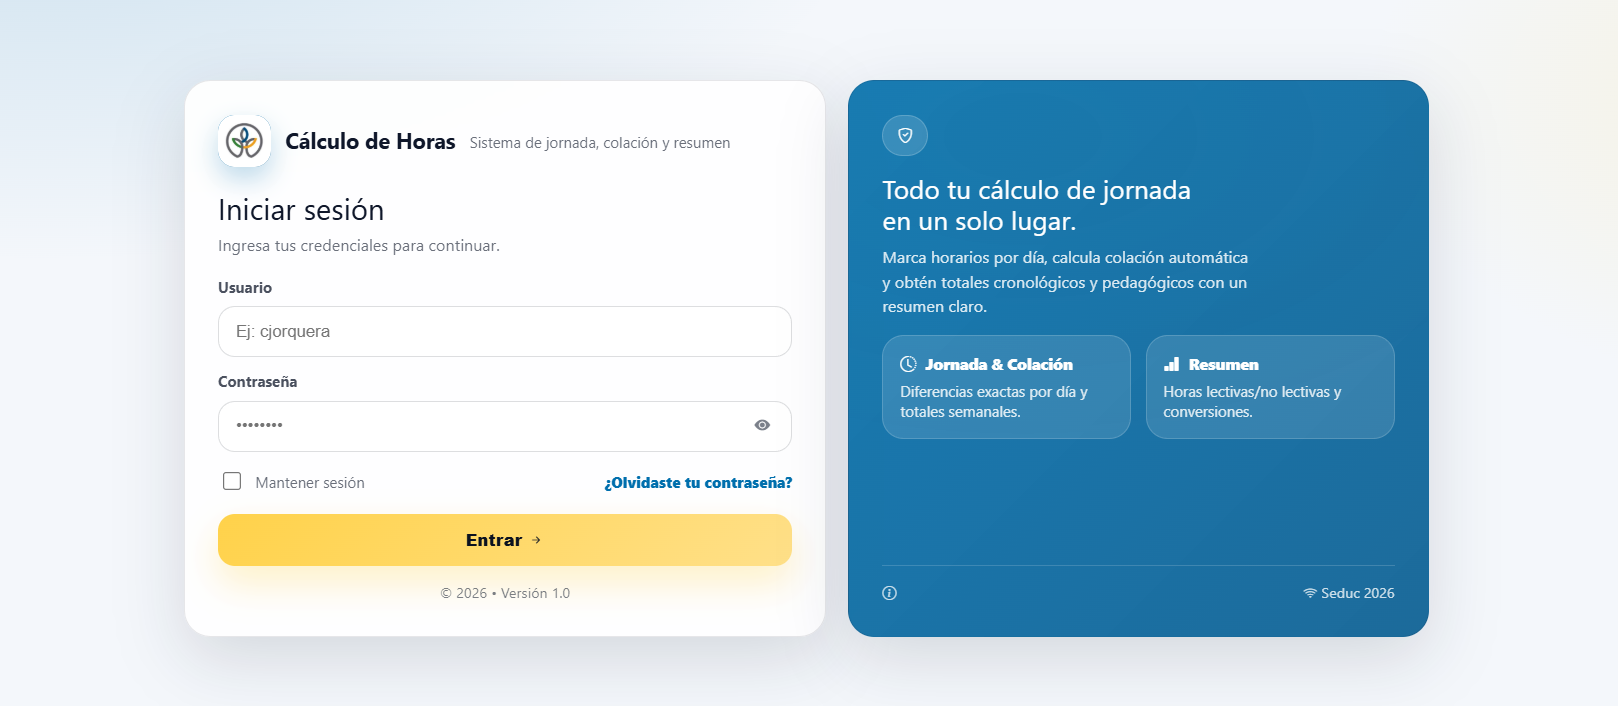 Cálculo de Horas Sistema de jornada, colación y resumen
Iniciar sesión
Ingresa tus credenciales para continuar.
Usuario
Ej: cjorquera
Contraseña
••••••••
Mantener sesión ¿Olvidaste tu contraseña?
Entrar →
© 2026 • Versión 1.0
Todo tu cálculo de jornada
en un solo lugar.
Marca horarios por día, calcula colación automática
y obtén totales cronológicos y pedagógicos con un
resumen claro.
Jornada & Colación
Diferencias exactas por día y
totales semanales.
Resumen
Horas lectivas/no lectivas y
conversiones.
Seduc 2026